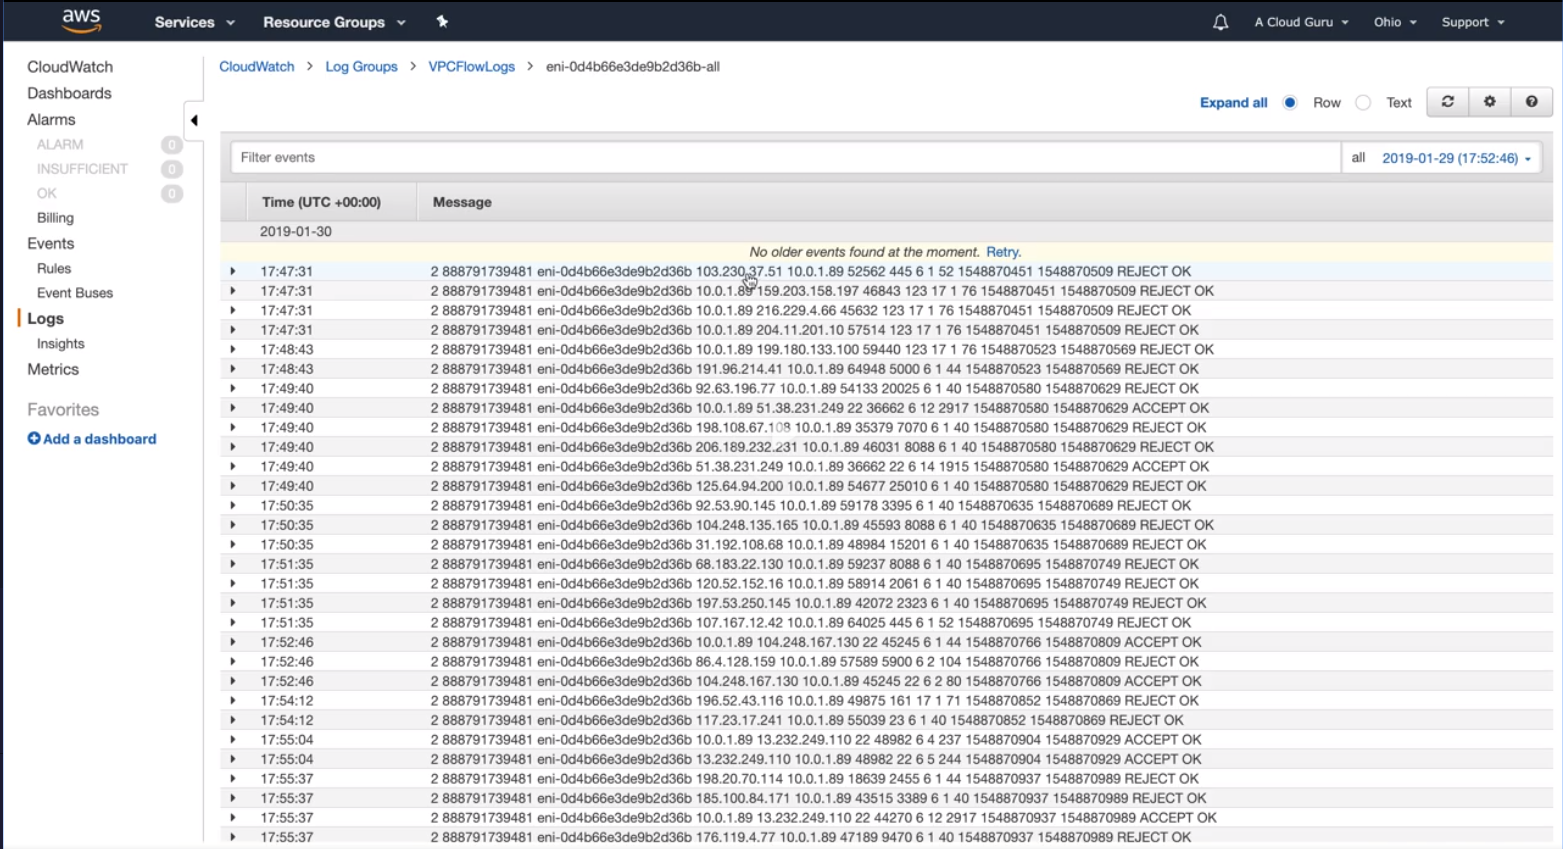 aws Services Resource Groups A Cloud Guru Ohio Support
CloudWatch
Dashboards
Alarms
ALARM 0
INSUFFICIENT 0
OK 0
Billing
Events
Rules
Event Buses
Logs
Insights
Metrics
Favorites
Add a dashboard
CloudWatch > Log Groups > VPCFlowLogs > eni-0d4b66e3de9b2d36b-all
Expand all Row Text
Filter events all 2019-01-29 (17:52:46)
Time (UTC +00:00) Message
2019-01-30
No older events found at the moment. Retry.
17:47:31 2 888791739481 eni-0d4b66e3de9b2d36b 103.230.37.51 10.0.1.89 52562 445 6 1 52 1548870451 1548870509 REJECT OK
17:47:31 2 888791739481 eni-0d4b66e3de9b2d36b 10.0.1.89 159.203.158.197 46843 123 17 1 76 1548870451 1548870509 REJECT OK
17:47:31 2 888791739481 eni-0d4b66e3de9b2d36b 10.0.1.89 216.229.4.66 45632 123 17 1 76 1548870451 1548870509 REJECT OK
17:47:31 2 888791739481 eni-0d4b66e3de9b2d36b 10.0.1.89 204.11.201.10 57514 123 17 1 76 1548870451 1548870509 REJECT OK
17:48:43 2 888791739481 eni-0d4b66e3de9b2d36b 10.0.1.89 199.180.133.100 59440 123 17 1 76 1548870523 1548870569 REJECT OK
17:48:43 2 888791739481 eni-0d4b66e3de9b2d36b 191.96.214.41 10.0.1.89 64948 5000 6 1 44 1548870523 1548870569 REJECT OK
17:49:40 2 888791739481 eni-0d4b66e3de9b2d36b 92.63.196.77 10.0.1.89 54133 20025 6 1 40 1548870580 1548870629 REJECT OK
17:49:40 2 888791739481 eni-0d4b66e3de9b2d36b 10.0.1.89 51.38.231.249 22 36662 6 12 2917 1548870580 1548870629 ACCEPT OK
17:49:40 2 888791739481 eni-0d4b66e3de9b2d36b 198.108.67.108 10.0.1.89 35379 7070 6 1 40 1548870580 1548870629 REJECT OK
17:49:40 2 888791739481 eni-0d4b66e3de9b2d36b 206.189.232.231 10.0.1.89 46031 8088 6 1 40 1548870580 1548870629 REJECT OK
17:49:40 2 888791739481 eni-0d4b66e3de9b2d36b 51.38.231.249 10.0.1.89 36662 22 6 14 1915 1548870580 1548870629 ACCEPT OK
17:49:40 2 888791739481 eni-0d4b66e3de9b2d36b 125.64.94.200 10.0.1.89 54677 25010 6 1 40 1548870580 1548870629 REJECT OK
17:50:35 2 888791739481 eni-0d4b66e3de9b2d36b 92.53.90.145 10.0.1.89 59178 3395 6 1 40 1548870635 1548870689 REJECT OK
17:50:35 2 888791739481 eni-0d4b66e3de9b2d36b 104.248.135.165 10.0.1.89 45593 8088 6 1 40 1548870635 1548870689 REJECT OK
17:50:35 2 888791739481 eni-0d4b66e3de9b2d36b 31.192.108.68 10.0.1.89 48984 15201 6 1 40 1548870635 1548870689 REJECT OK
17:51:35 2 888791739481 eni-0d4b66e3de9b2d36b 68.183.22.130 10.0.1.89 59237 8088 6 1 40 1548870695 1548870749 REJECT OK
17:51:35 2 888791739481 eni-0d4b66e3de9b2d36b 120.52.152.16 10.0.1.89 58914 2061 6 1 40 1548870695 1548870749 REJECT OK
17:51:35 2 888791739481 eni-0d4b66e3de9b2d36b 197.53.250.145 10.0.1.89 42072 2323 6 1 40 1548870695 1548870749 REJECT OK
17:51:35 2 888791739481 eni-0d4b66e3de9b2d36b 107.167.12.42 10.0.1.89 64025 445 6 1 52 1548870695 1548870749 REJECT OK
17:52:46 2 888791739481 eni-0d4b66e3de9b2d36b 10.0.1.89 104.248.167.130 22 45245 6 1 44 1548870766 1548870809 ACCEPT OK
17:52:46 2 888791739481 eni-0d4b66e3de9b2d36b 86.4.128.159 10.0.1.89 57589 5900 6 2 104 1548870766 1548870809 REJECT OK
17:52:46 2 888791739481 eni-0d4b66e3de9b2d36b 104.248.167.130 10.0.1.89 45245 22 6 2 80 1548870766 1548870809 ACCEPT OK
17:54:12 2 888791739481 eni-0d4b66e3de9b2d36b 196.52.43.116 10.0.1.89 49875 161 17 1 71 1548870852 1548870869 REJECT OK
17:54:12 2 888791739481 eni-0d4b66e3de9b2d36b 117.23.17.241 10.0.1.89 55039 23 6 1 40 1548870852 1548870869 REJECT OK
17:55:04 2 888791739481 eni-0d4b66e3de9b2d36b 10.0.1.89 13.232.249.110 22 48982 6 4 237 1548870904 1548870929 ACCEPT OK
17:55:04 2 888791739481 eni-0d4b66e3de9b2d36b 13.232.249.110 10.0.1.89 48982 22 6 5 244 1548870904 1548870929 ACCEPT OK
17:55:37 2 888791739481 eni-0d4b66e3de9b2d36b 198.20.70.114 10.0.1.89 18639 2455 6 1 44 1548870937 1548870989 REJECT OK
17:55:37 2 888791739481 eni-0d4b66e3de9b2d36b 185.100.84.171 10.0.1.89 43515 3389 6 1 40 1548870937 1548870989 REJECT OK
17:55:37 2 888791739481 eni-0d4b66e3de9b2d36b 10.0.1.89 13.232.249.110 22 44270 6 12 2917 1548870937 1548870989 ACCEPT OK
17:55:37 2 888791739481 eni-0d4b66e3de9b2d36b 176.119.4.77 10.0.1.89 47189 9470 6 1 40 1548870937 1548870989 REJECT OK